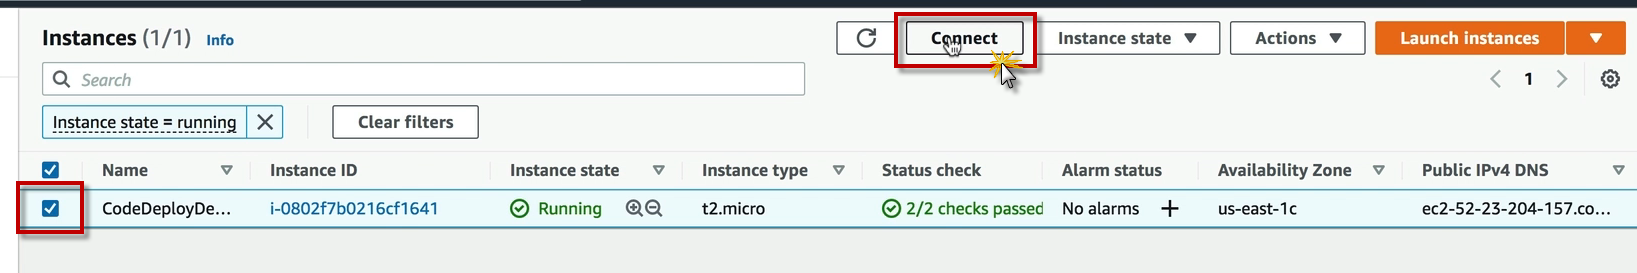 Instances (1/1) Info Connect Instance state Actions Launch instances
Search 1
Instance state = running Clear filters
Name Instance ID Instance state Instance type Status check Alarm status Availability Zone Public IPv4 DNS
CodeDeployDe... i-0802f7b0216cf1641 Running t2.micro 2/2 checks passed No alarms + us-east-1c ec2-52-23-204-157.co...